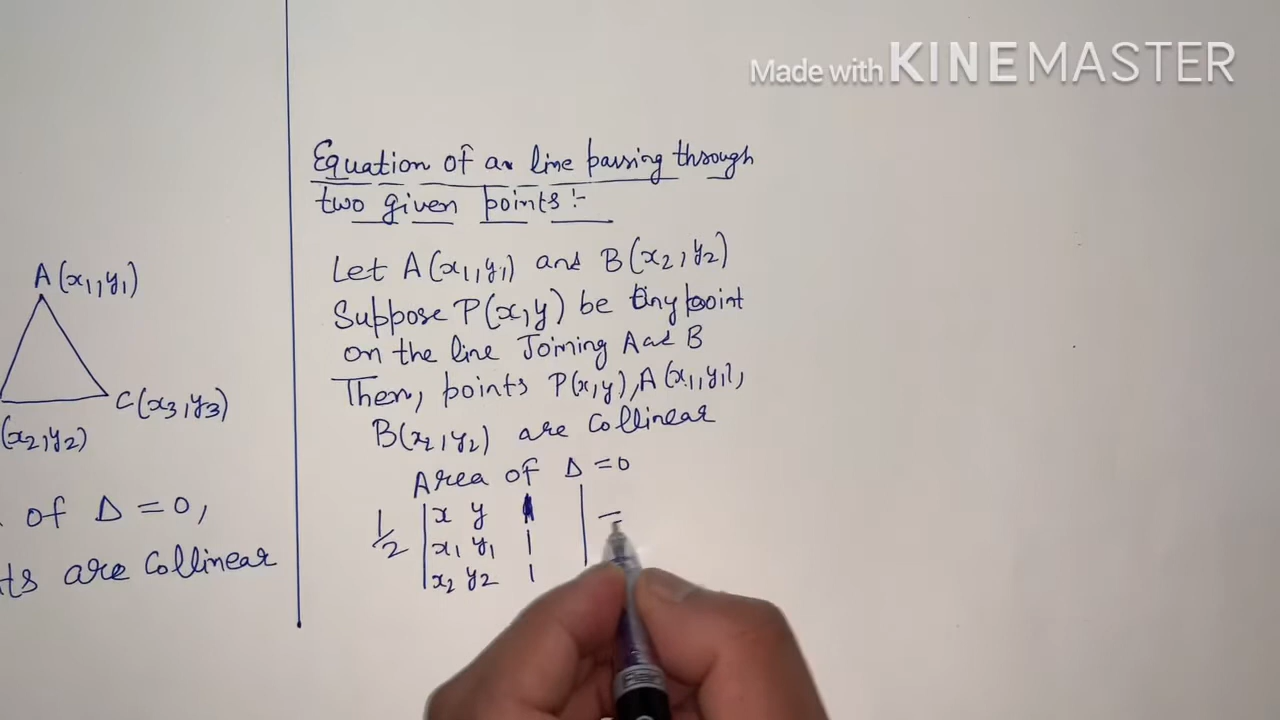 Made with KINEMASTER
A(x₁,y₁)
C(x₃,y₃)
(x₂,y₂)
of Δ = 0,
ts are Collinear
Equation of an line passing through
two given points :-
Let A(x₁,y₁) and B(x₂,y₂)
Suppose P(x,y) be any point
on the line Joining A and B
Then, points P(x,y), A(x₁,y₁),
B(x₂,y₂) are Collinear
Area of Δ = 0
1/2 | x y 1 | =
x₁ y₁ 1
x₂ y₂ 1